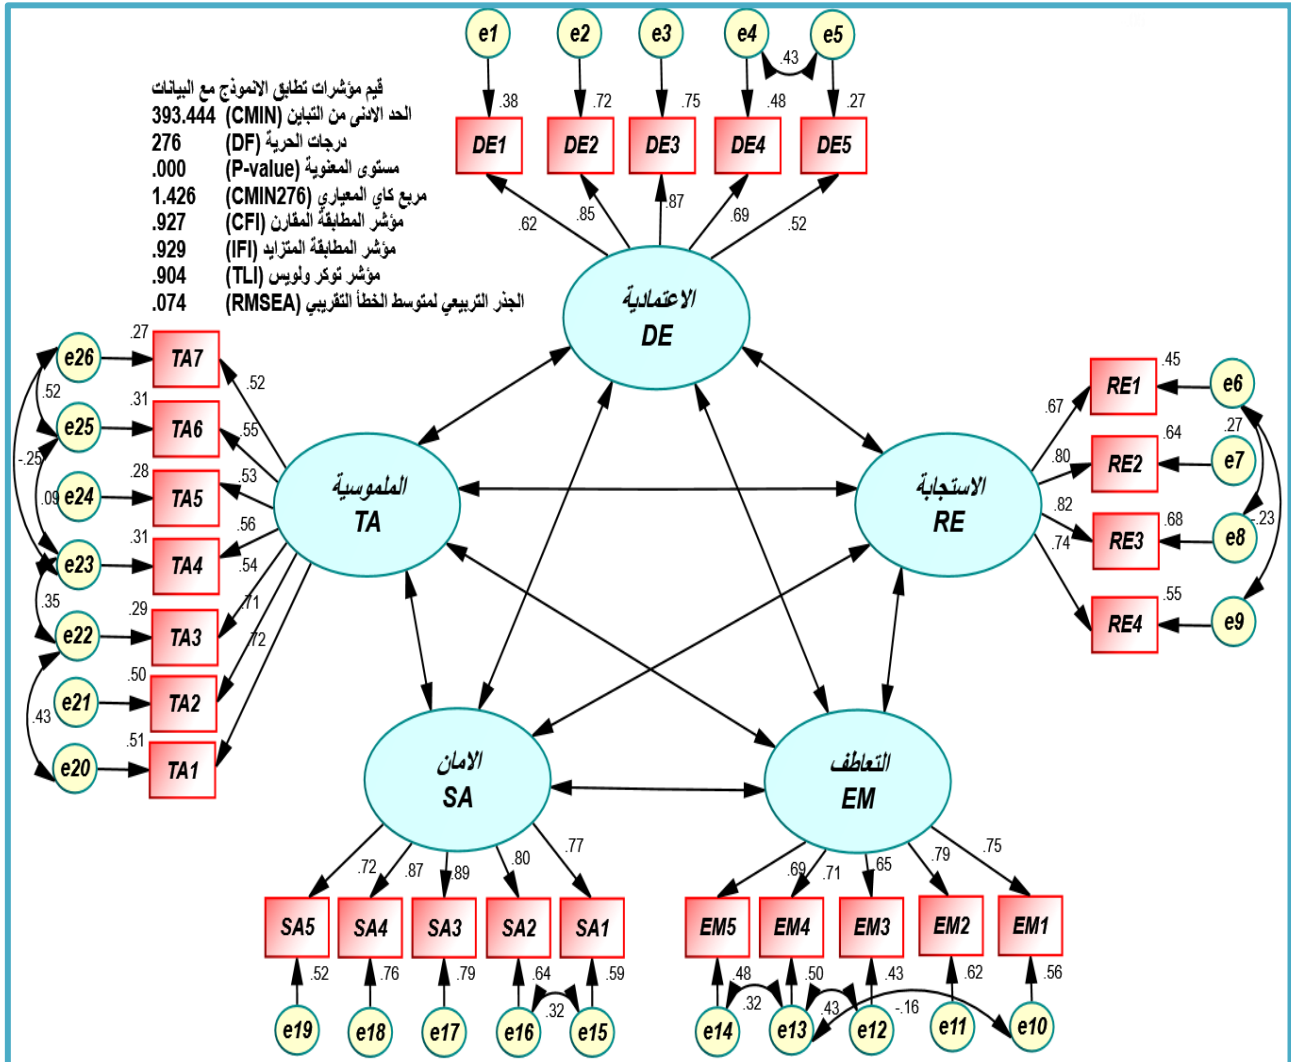 e1 e2 e3 e4 e5
.43
.38 .72 .75 .48 .27
DE1 DE2 DE3 DE4 DE5
.62 .85 .87 .69 .52
قيم مؤشرات تطابق الانموذج مع البيانات
الحد الادنى من التباين (CMIN) 393.444
درجات الحرية (DF) 276
مستوى المعنوية (P-value) .000
مربع كاي المعياري (CMIN276) 1.426
مؤشر المطابقة المقارن (CFI) .927
مؤشر المطابقة المتزايد (IFI) .929
مؤشر توكر ولويس (TLI) .904
الجذر التربيعي لمتوسط الخطأ التقريبي (RMSEA) .074
الاعتمادية
DE
e26 .27 TA7 .52
.52
e25 .31 TA6 .55
-.25
e24 .28 TA5 .53
.09
e23 .31 TA4 .56
.35
e22 .29 TA3 .54
e21 .50 TA2 .71
.43
e20 .51 TA1 .72
الملموسية
TA
الاستجابة
RE
.67 RE1 .45 e6
.27
.80 RE2 .64 e7
.82 RE3 .68 e8
-.23
.74 RE4 .55 e9
الامان
SA
التعاطف
EM
.72 .87 .89 .80 .77
SA5 SA4 SA3 SA2 SA1
.52 .76 .79 .64 .59
.32
e19 e18 e17 e16 e15
.69 .71 .65 .79 .75
EM5 EM4 EM3 EM2 EM1
.48 .50 .43 .62 .56
.32 .43 -.16
e14 e13 e12 e11 e10